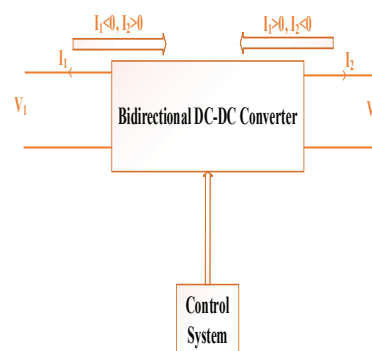 I₁<0, I₂>0
I₁>0, I₂<0
I₁
I₂
V₁
V
Bidirectional DC-DC Converter
Control
System